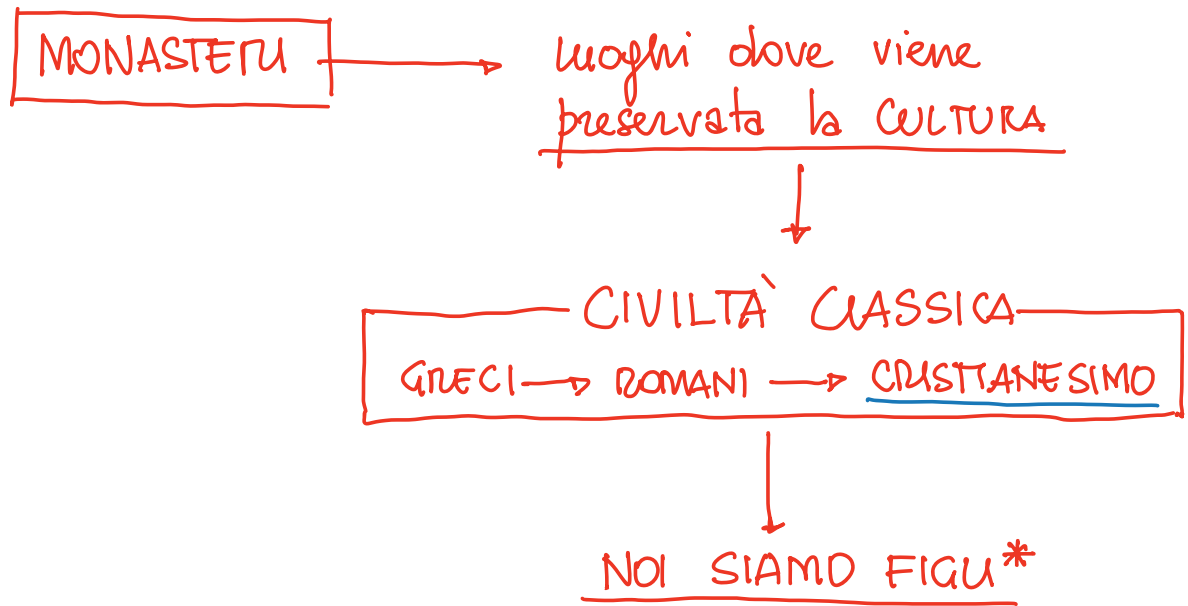 MONASTERI
luoghi dove viene
preservata la CULTURA
CIVILTÀ CLASSICA
GRECI ROMANI CRISTIANESIMO
NOI SIAMO FIGLI*